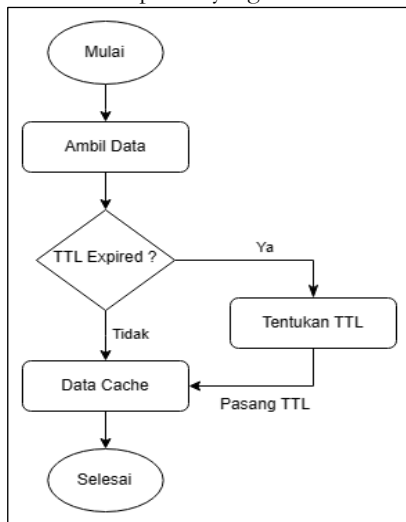 Mulai
Ambil Data
TTL Expired ?
Ya
Tentukan TTL
Tidak
Data Cache
Pasang TTL
Selesai